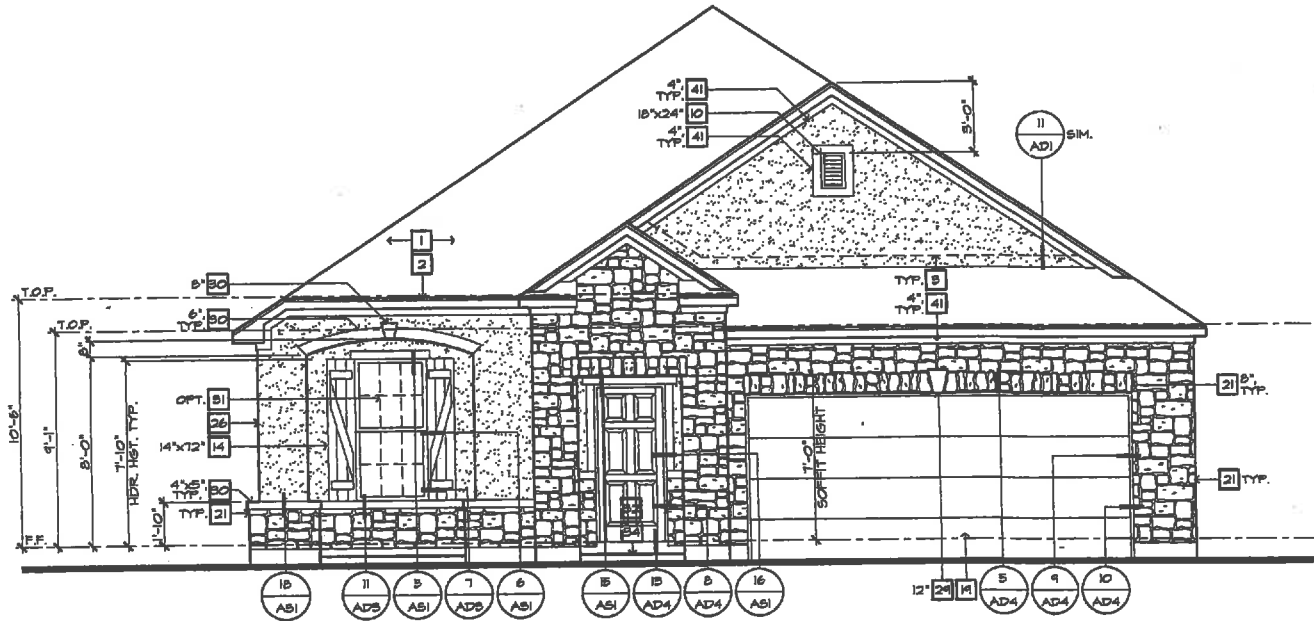 4" 41
TYP.
18"x24" 10
4" 41
TYP.
3'-0"
11
AD1
SIM.
1
2
8" 30
T.O.P.
6" 30
TYP.
T.O.P.
TYP. 3
4" 41
TYP.
8"
10'-8"
9'-1"
8'-0"
7'-10"
HDR. HGT. TYP.
OPT. 31
26
14"x72" 14
4"x5" 30
TYP.
TYP. 21
1'-10"
F.F.
7'-0"
SOFFIT HEIGHT
21 8"
TYP.
21 TYP.
12" 29 19
13
AS1
11
AD3
3
AS1
7
AD3
6
AS1
15
AS1
13
AD4
8
AD4
16
AS1
5
AD4
9
AD4
10
AD4